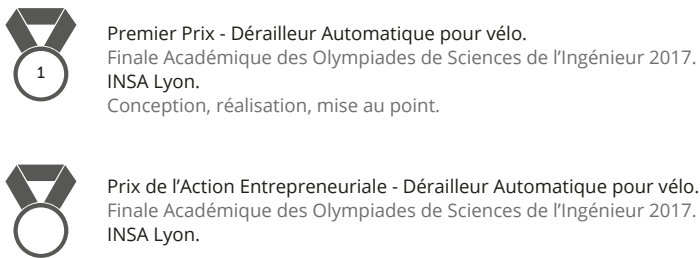 1
Premier Prix - Dérailleur Automatique pour vélo.
Finale Académique des Olympiades de Sciences de l’Ingénieur 2017.
INSA Lyon.
Conception, réalisation, mise au point.
Prix de l’Action Entrepreneuriale - Dérailleur Automatique pour vélo.
Finale Académique des Olympiades de Sciences de l’Ingénieur 2017.
INSA Lyon.